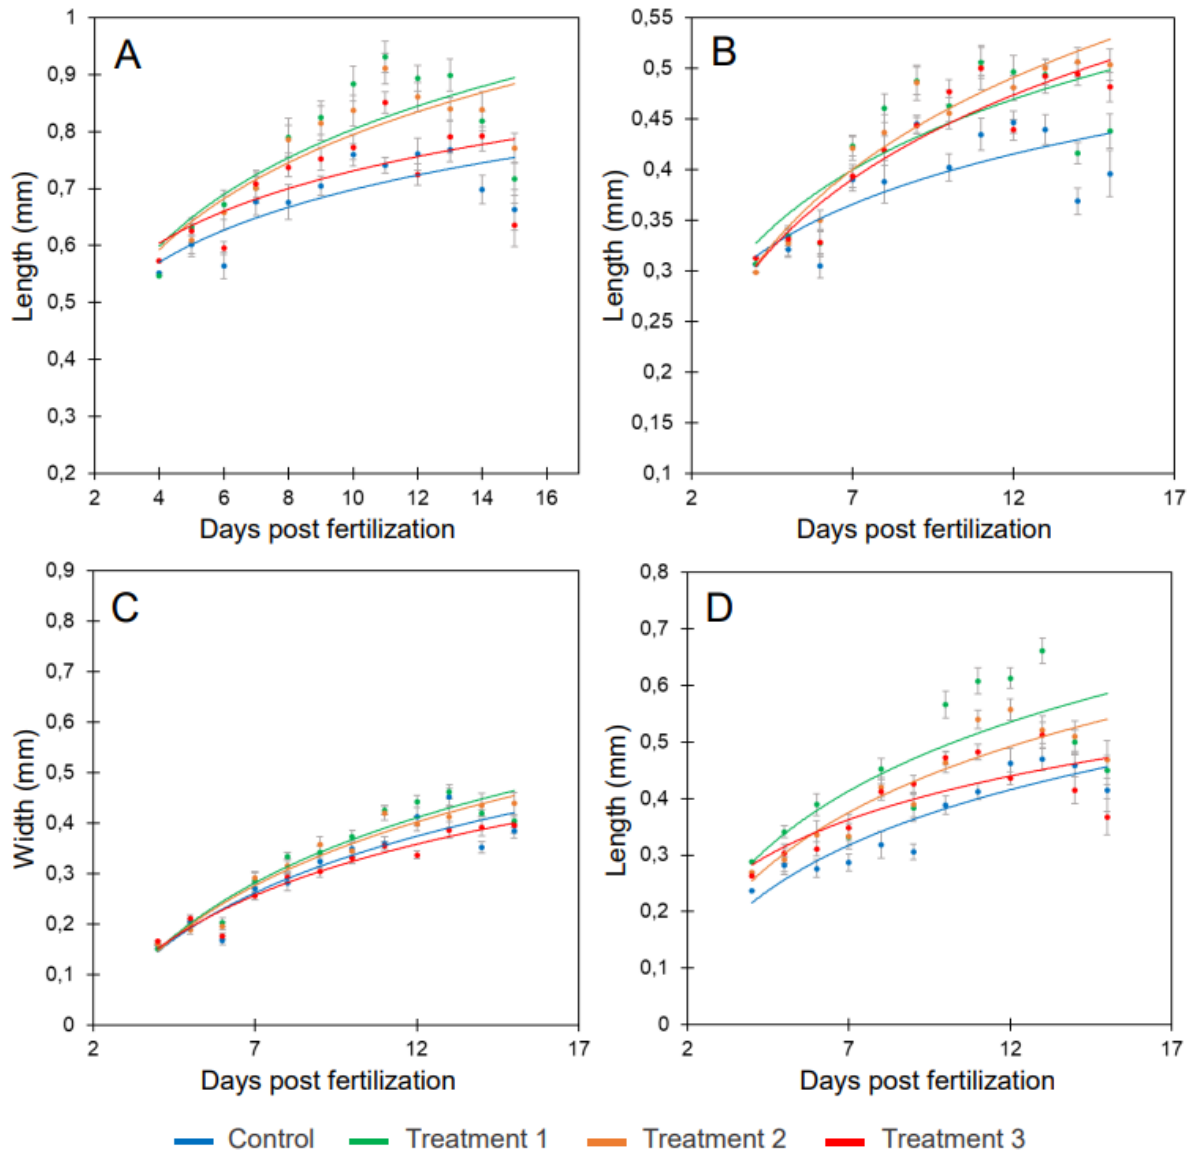 A
Length (mm)
1
0,9
0,8
0,7
0,6
0,5
0,4
0,3
0,2
2 4 6 8 10 12 14 16
Days post fertilization
B
Length (mm)
0,55
0,5
0,45
0,4
0,35
0,3
0,25
0,2
0,15
0,1
2 7 12 17
Days post fertilization
C
Width (mm)
0,9
0,8
0,7
0,6
0,5
0,4
0,3
0,2
0,1
0
2 7 12 17
Days post fertilization
D
Length (mm)
0,8
0,7
0,6
0,5
0,4
0,3
0,2
0,1
0
2 7 12 17
Days post fertilization
Control Treatment 1 Treatment 2 Treatment 3